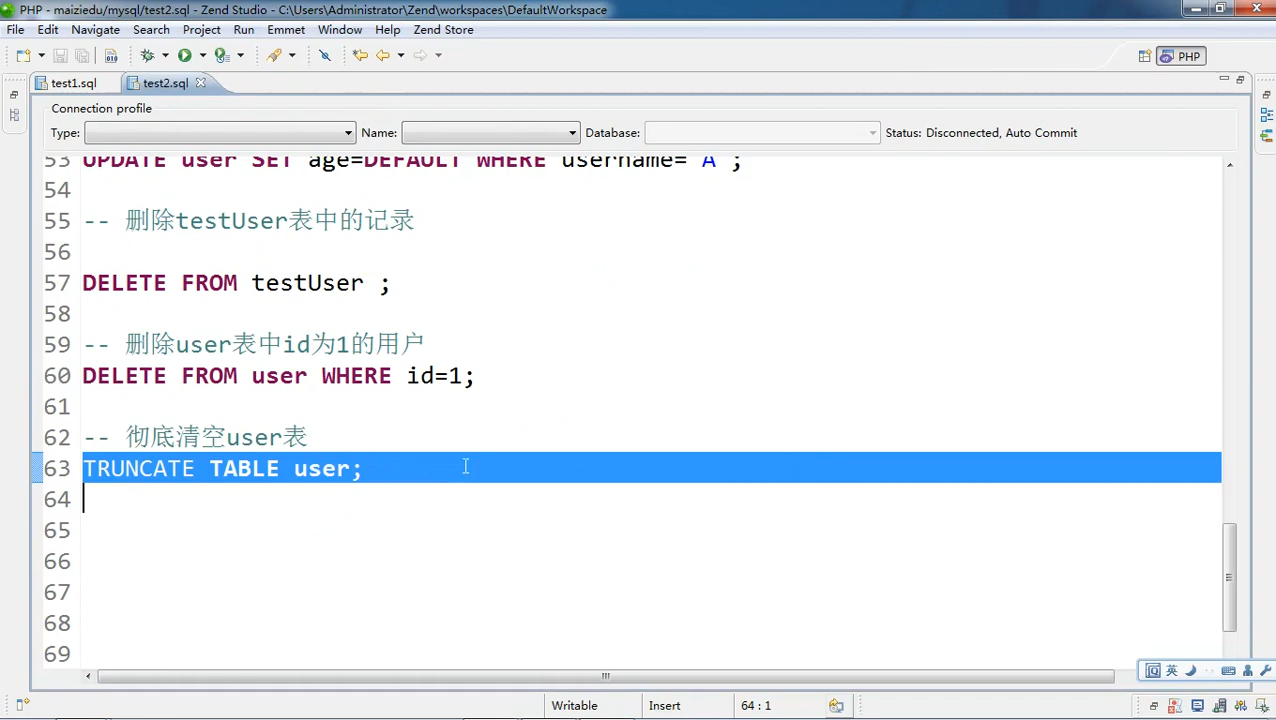 PHP - maiziedu/mysql/test2.sql - Zend Studio - C:\Users\Administrator\Zend\workspaces\DefaultWorkspace
File Edit Navigate Search Project Run Emmet Window Help Zend Store
PHP
test1.sql test2.sql
Connection profile
Type: Name: Database: Status: Disconnected, Auto Commit
53 UPDATE user SET age=DEFAULT WHERE username= A ;
54
55 -- 删除testUser表中的记录
56
57 DELETE FROM testUser ;
58
59 -- 删除user表中id为1的用户
60 DELETE FROM user WHERE id=1;
61
62 -- 彻底清空user表
63 TRUNCATE TABLE user;
64
65
66
67
68
69
英
Writable Insert 64 : 1